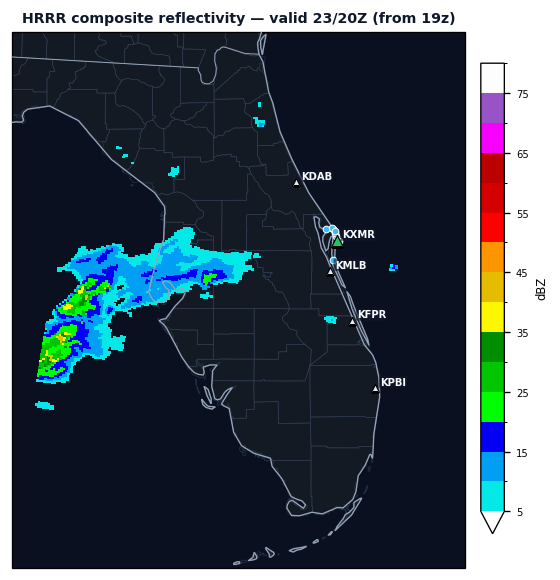 HRRR composite reflectivity — valid 23/20Z (from 19z)
KDAB
KXMR
KMLB
KFPR
KPBI
75
65
55
45
35
25
15
5
dBZ